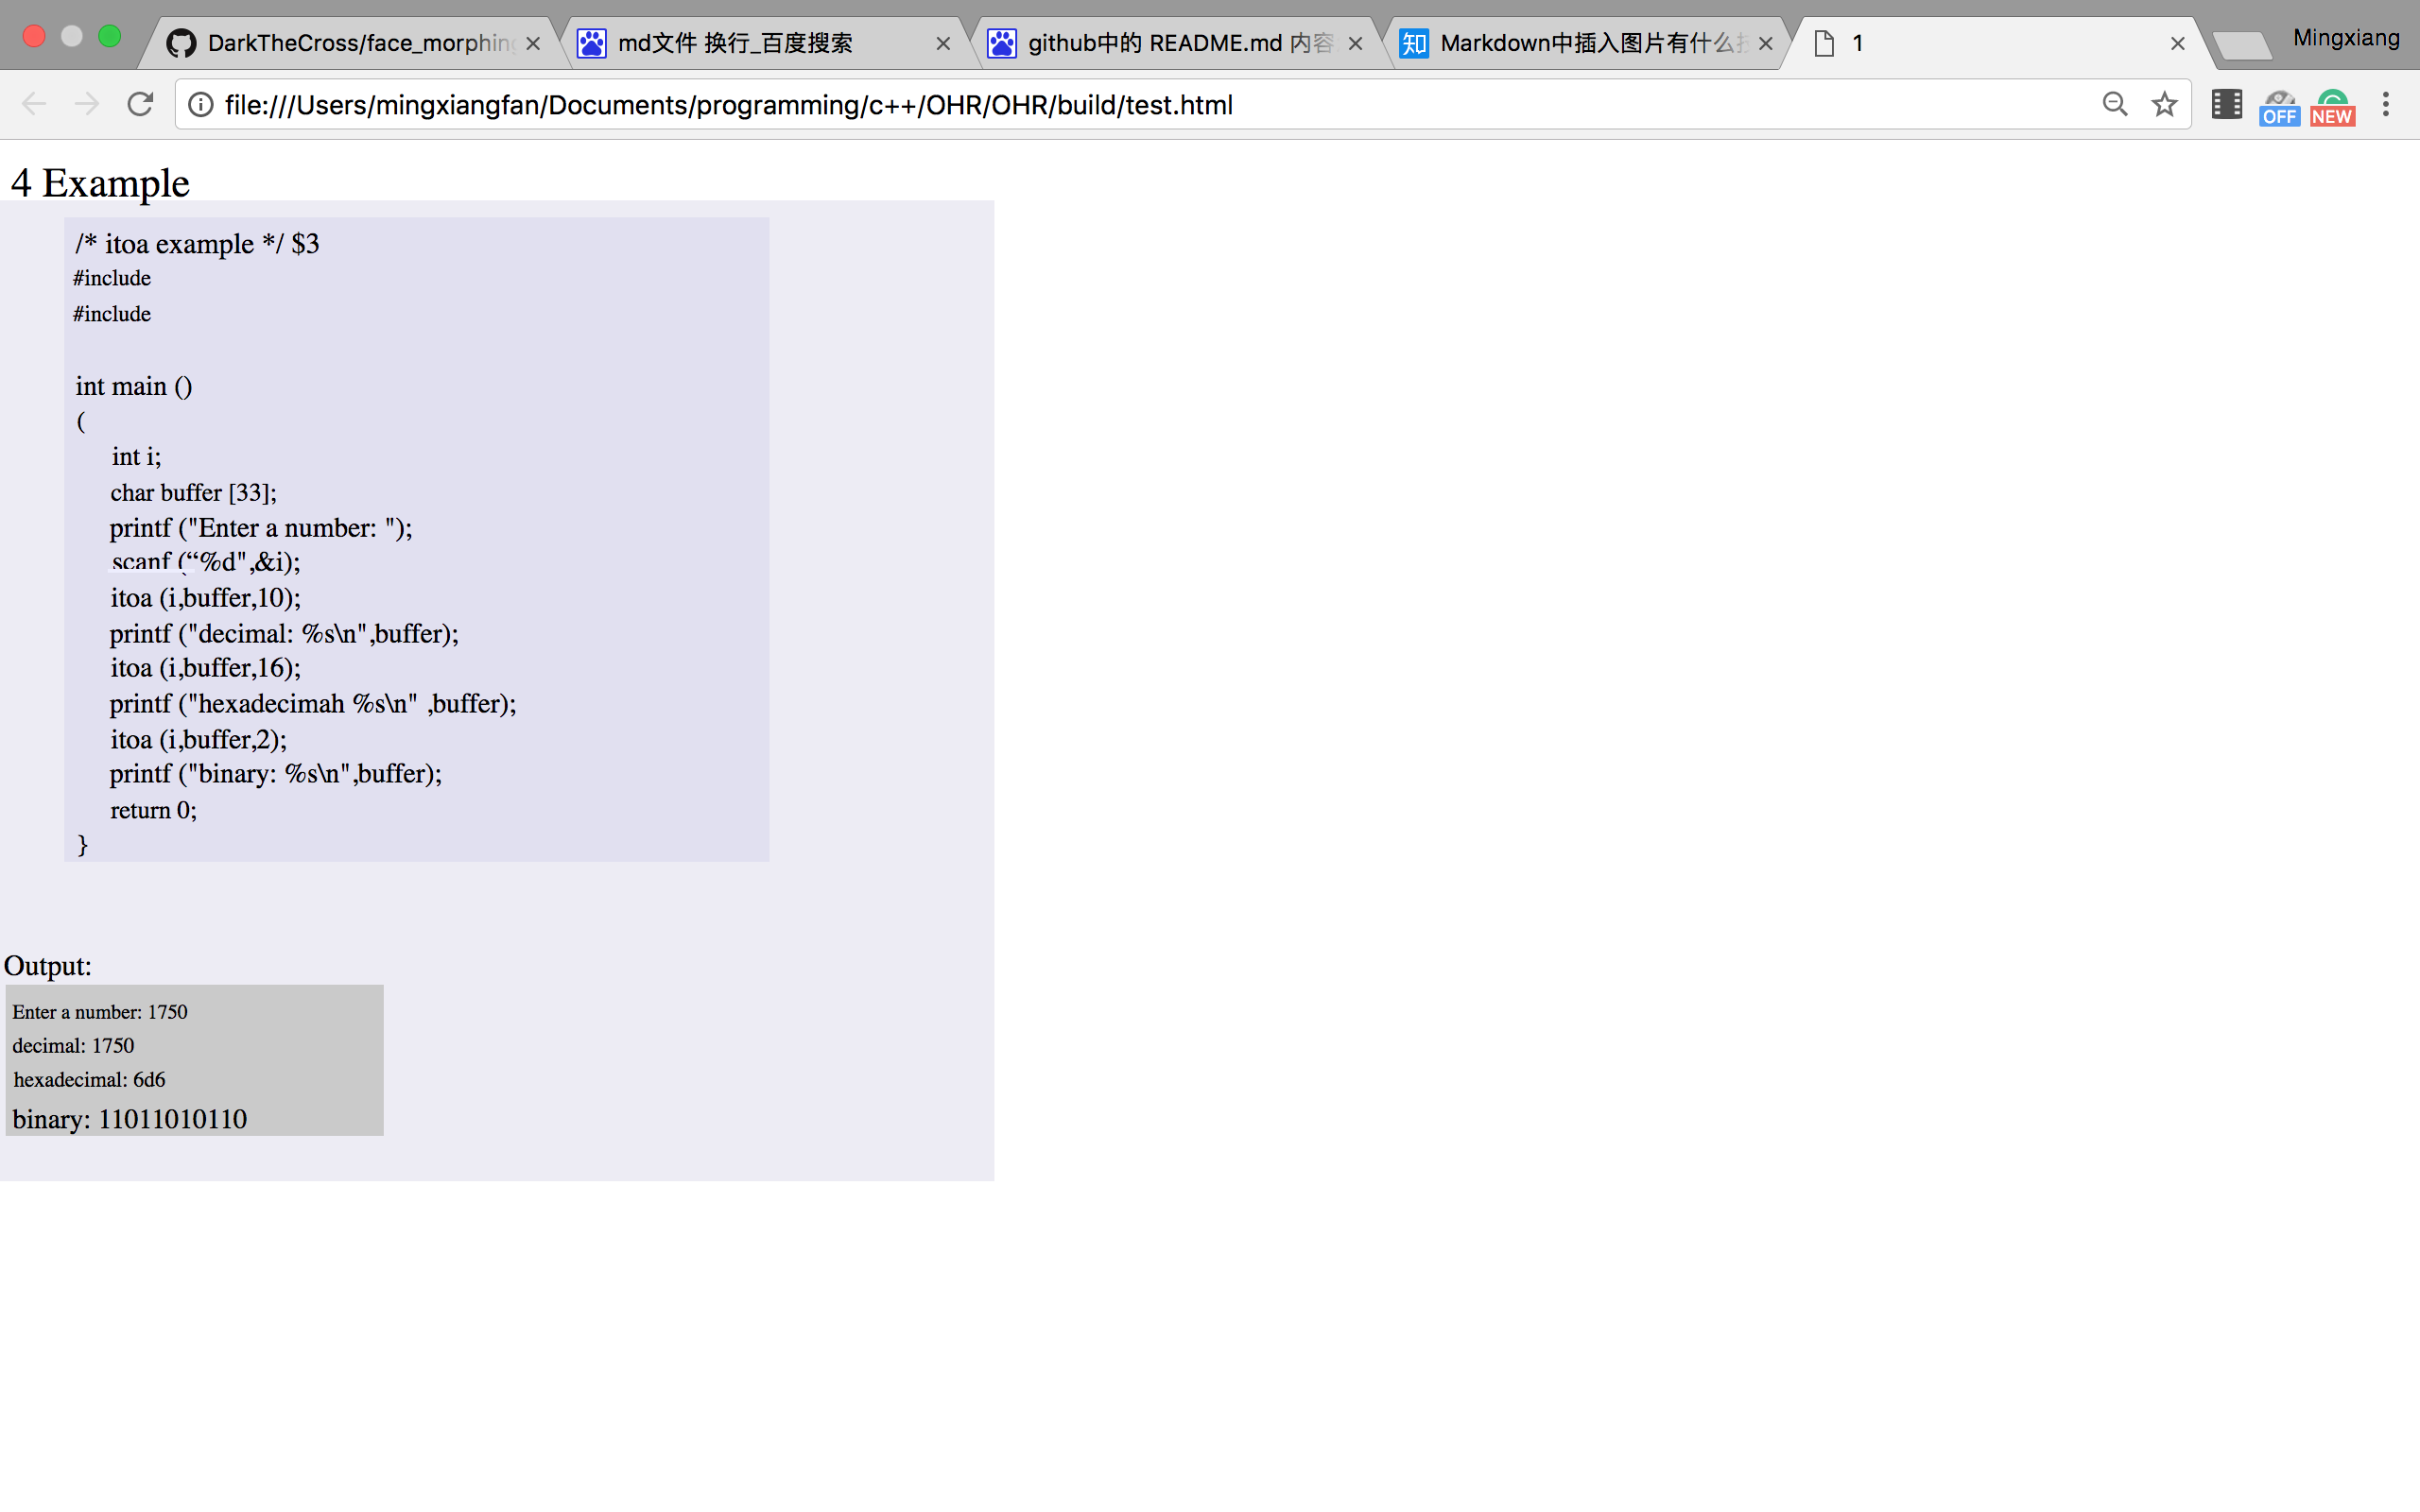 DarkTheCross/face_morphing
md文件 换行_百度搜索
github中的 README.md 内容
知 Markdown中插入图片有什么
1
Mingxiang
file:///Users/mingxiangfan/Documents/programming/c++/OHR/OHR/build/test.html
OFF
NEW
4 Example
/* itoa example */ $3
#include
#include
int main ()
(
int i;
char buffer [33];
printf ("Enter a number: ");
scanf (“%d",&i);
itoa (i,buffer,10);
printf ("decimal: %s\n",buffer);
itoa (i,buffer,16);
printf ("hexadecimah %s\n" ,buffer);
itoa (i,buffer,2);
printf ("binary: %s\n",buffer);
return 0;
}
Output:
Enter a number: 1750
decimal: 1750
hexadecimal: 6d6
binary: 11011010110